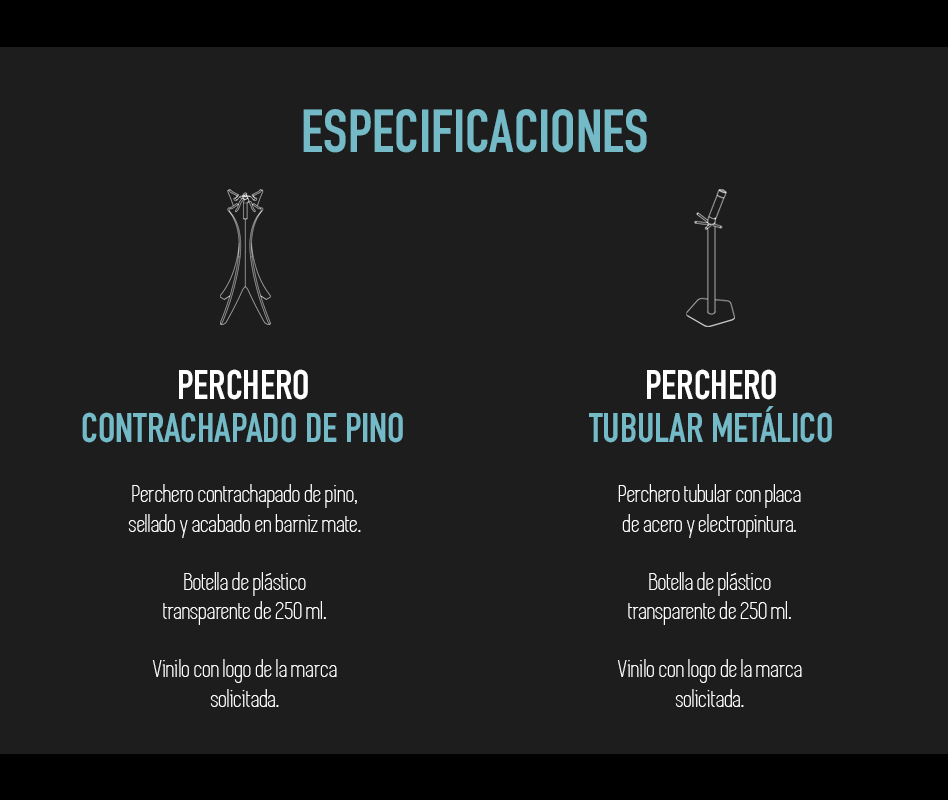 ESPECIFICACIONES
PERCHERO
CONTRACHAPADO DE PINO
Perchero contrachapado de pino,
sellado y acabado en barniz mate.
Botella de plástico
transparente de 250 ml.
Vinilo con logo de la marca
solicitada.
PERCHERO
TUBULAR METÁLICO
Perchero tubular con placa
de acero y electropintura.
Botella de plástico
transparente de 250 ml.
Vinilo con logo de la marca
solicitada.